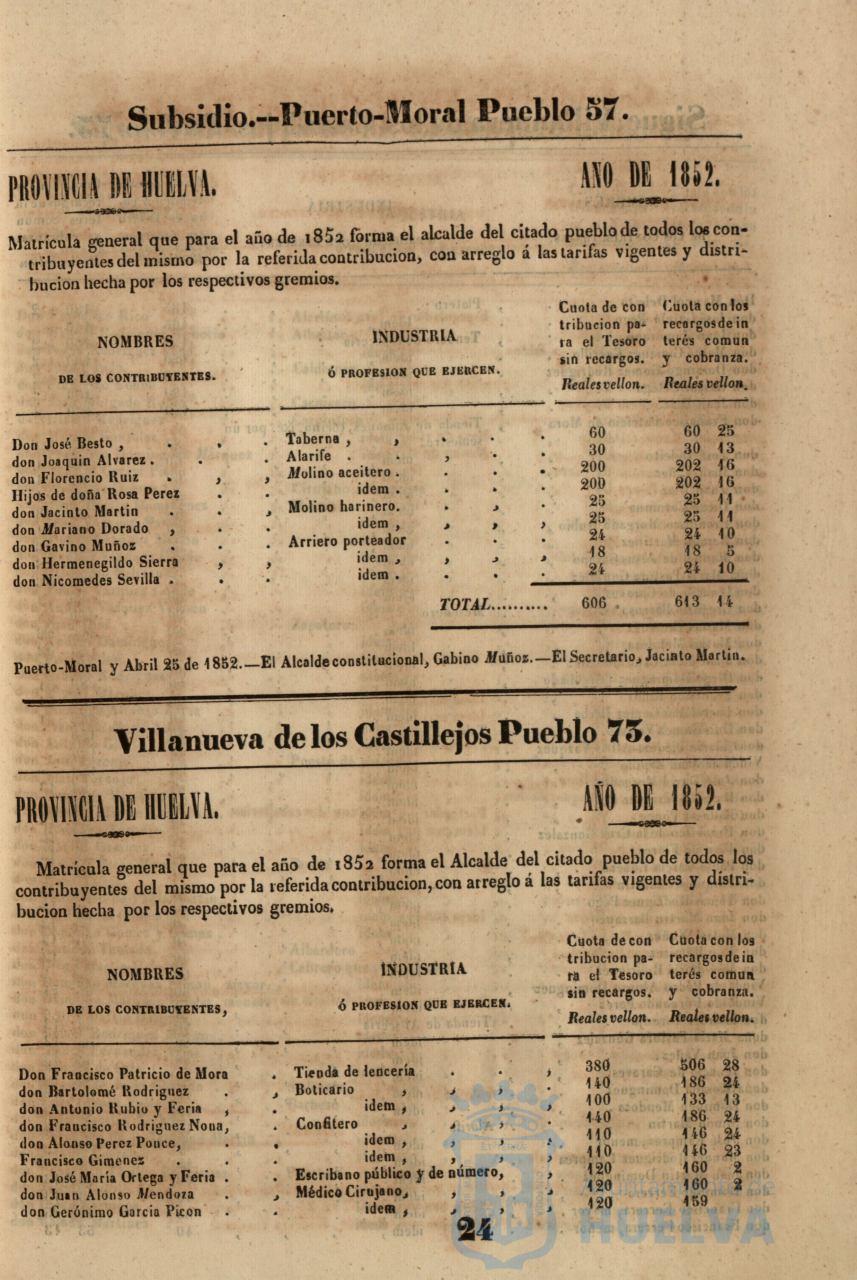 Subsidio.--Puerto-Moral Pueblo 57.
PROVINCIA DE HUELVA. AÑO DE 1852.
Matrícula general que para el año de 1852 forma el alcalde del citado pueblo de todos los con-
tribuyentes del mismo por la referida contribucion, con arreglo á las tarifas vigentes y distri-
bucion hecha por los respectivos gremios.
Cuota de con Cuota con los
tribucion pa- recargos de in
NOMBRES INDUSTRIA ra el Tesoro terés comun
sin recargos. y cobranza.
DE LOS CONTRIBUYENTES. Ó PROFESION QUE EJERCEN. Reales vellon. Reales vellon.
Don José Besto , . . . Taberna , , . . . 60 60 25
don Joaquin Alvarez . . . Alarife . . , . . 30 30 13
don Florencio Ruiz . , , Molino aceitero . . . . 200 202 16
Hijos de doña Rosa Perez . . idem . . . . 200 202 16
don Jacinto Martin . . , Molino harinero. . , . 25 25 11
don Mariano Dorado , . . idem , , , , 25 25 11
don Gavino Muñoz . . . Arriero porteador . . . 24 24 10
don Hermenegildo Sierra , , idem , , , , 18 18 5
don Nicomedes Sevilla . . . idem . . . . 24 24 10
TOTAL.......... 606 613 14
Puerto-Moral y Abril 25 de 1852.—El Alcalde constitucional, Gabino Muñoz.—El Secretario, Jacinto Martin.
Villanueva de los Castillejos Pueblo 73.
PROVINCIA DE HUELVA. AÑO DE 1852.
Matrícula general que para el año de 1852 forma el Alcalde del citado pueblo de todos los
contribuyentes del mismo por la referida contribucion, con arreglo á las tarifas vigentes y distri-
bucion hecha por los respectivos gremios.
Cuota de con Cuota con los
tribucion pa- recargos de in
NOMBRES INDUSTRIA ra el Tesoro terés comun
sin recargos. y cobranza.
DE LOS CONTRIBUYENTES, Ó PROFESION QUE EJERCEN. Reales vellon. Reales vellon.
Don Francisco Patricio de Mora . Tienda de lencería . . , 380 506 28
don Bartolomé Rodriguez . , Boticario , , , . 140 186 24
don Antonio Rubio y Feria , . idem , , , , 100 133 13
don Francisco Rodriguez Nona, . Confitero , , , . 140 186 24
don Alonso Perez Ponce, . . idem , , , . 110 146 24
Francisco Gimenez . . . idem , , , , 110 146 23
don José María Ortega y Feria . . Escribano público y de número, , 120 160 2
don Juan Alonso Mendoza . , Médico Cirujano, , , , 120 160 2
don Gerónimo Garcia Picon . . idem , , , , 120 159
24
HUELVA